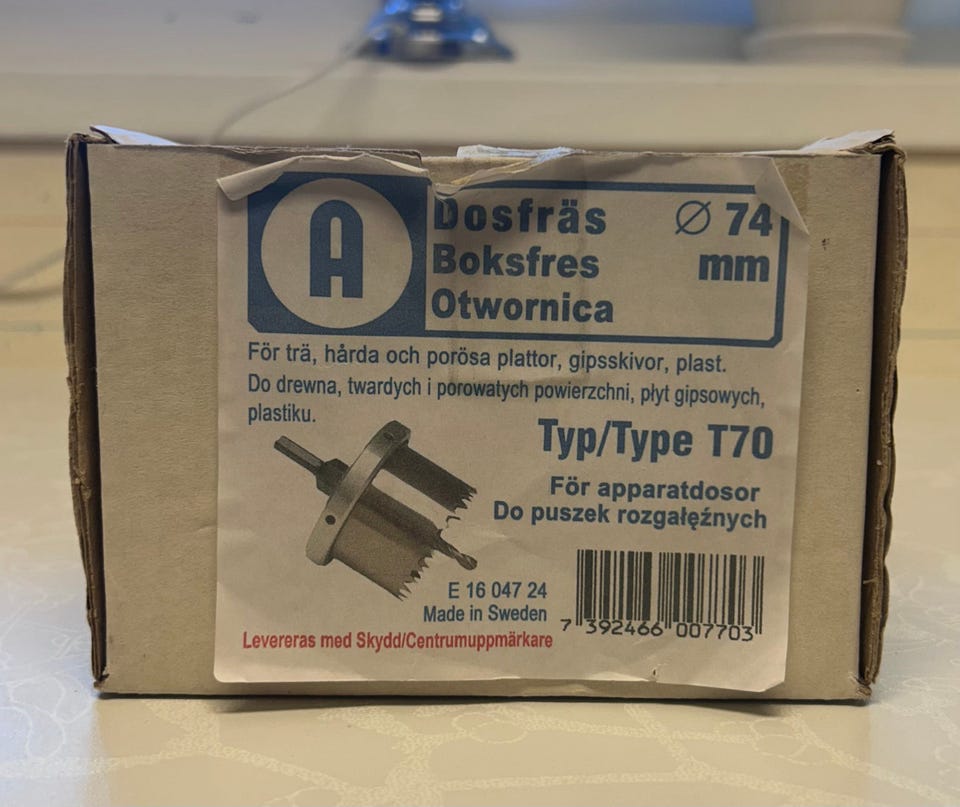 A
Dosfräs ⌀ 74
Boksfres mm
Otwornica
För trä, hårda och porösa plattor, gipsskivor, plast.
Do drewna, twardych i porowatych powierzchni, płyt gipsowych,
plastiku.
Typ/Type T70
För apparatdosor
Do puszek rozgałęźnych
E 16 047 24
Made in Sweden
Levereras med Skydd/Centrumuppmärkare
7 392466 007703